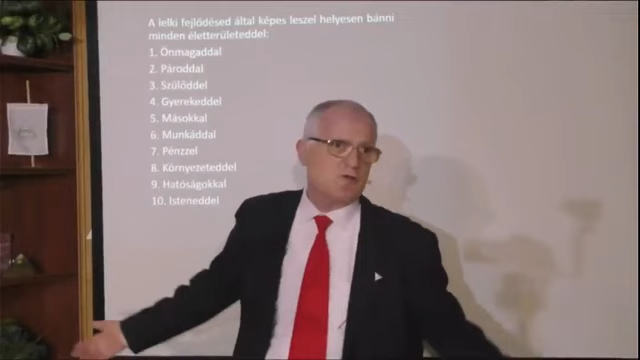 A lelki fejlődésed által képes leszel helyesen bánni
minden életterületeddel:
1. Önmagaddal
2. Pároddal
3. Szülőddel
4. Gyerekeddel
5. Másokkal
6. Munkáddal
7. Pénzzel
8. Környezeteddel
9. Hatóságokkal
10. Isteneddel